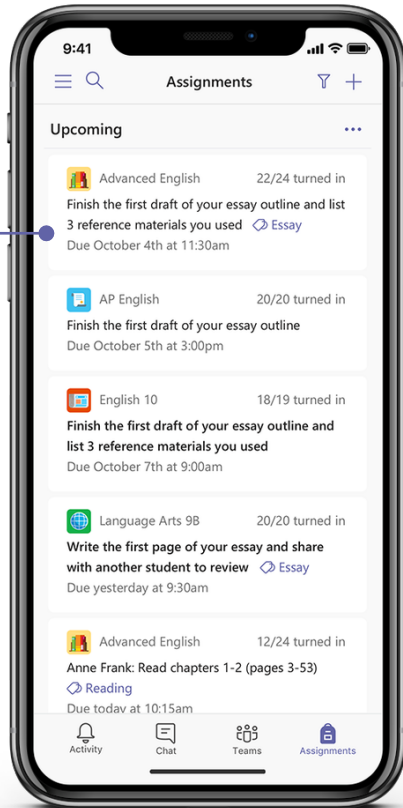 9:41
Assignments
Upcoming
Advanced English 22/24 turned in
Finish the first draft of your essay outline and list
3 reference materials you used Essay
Due October 4th at 11:30am
AP English 20/20 turned in
Finish the first draft of your essay outline
Due October 5th at 3:00pm
English 10 18/19 turned in
Finish the first draft of your essay outline and
list 3 reference materials you used
Due October 7th at 9:00am
Language Arts 9B 20/20 turned in
Write the first page of your essay and share
with another student to review Essay
Due yesterday at 9:30am
Advanced English 12/24 turned in
Anne Frank: Read chapters 1-2 (pages 3-53)
Reading
Due today at 10:15am
Activity Chat Teams Assignments